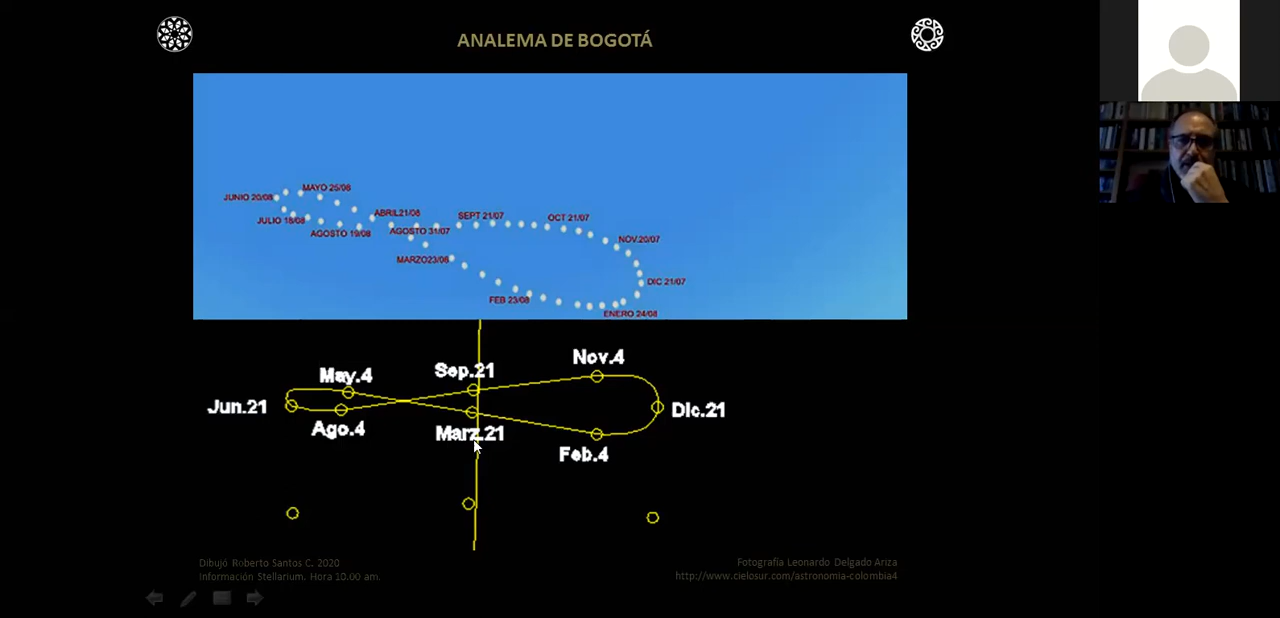 ANALEMA DE BOGOTÁ
JUNIO 20/08
MAYO 25/08
JULIO 18/08
AGOSTO 19/08
ABRIL21/08
AGOSTO 31/07
MARZO23/08
SEPT 21/07
OCT 21/07
NOV.20/07
DIC 21/07
FEB 23/08
ENERO 24/08
May.4
Sep.21
Nov.4
Jun.21
Dic.21
Ago.4
Marz.21
Feb.4
Dibujó Roberto Santos C. 2020
Información Stellarium. Hora 10.00 am.
Fotografía Leonardo Delgado Ariza
http://www.cielosur.com/astronomia-colombia4